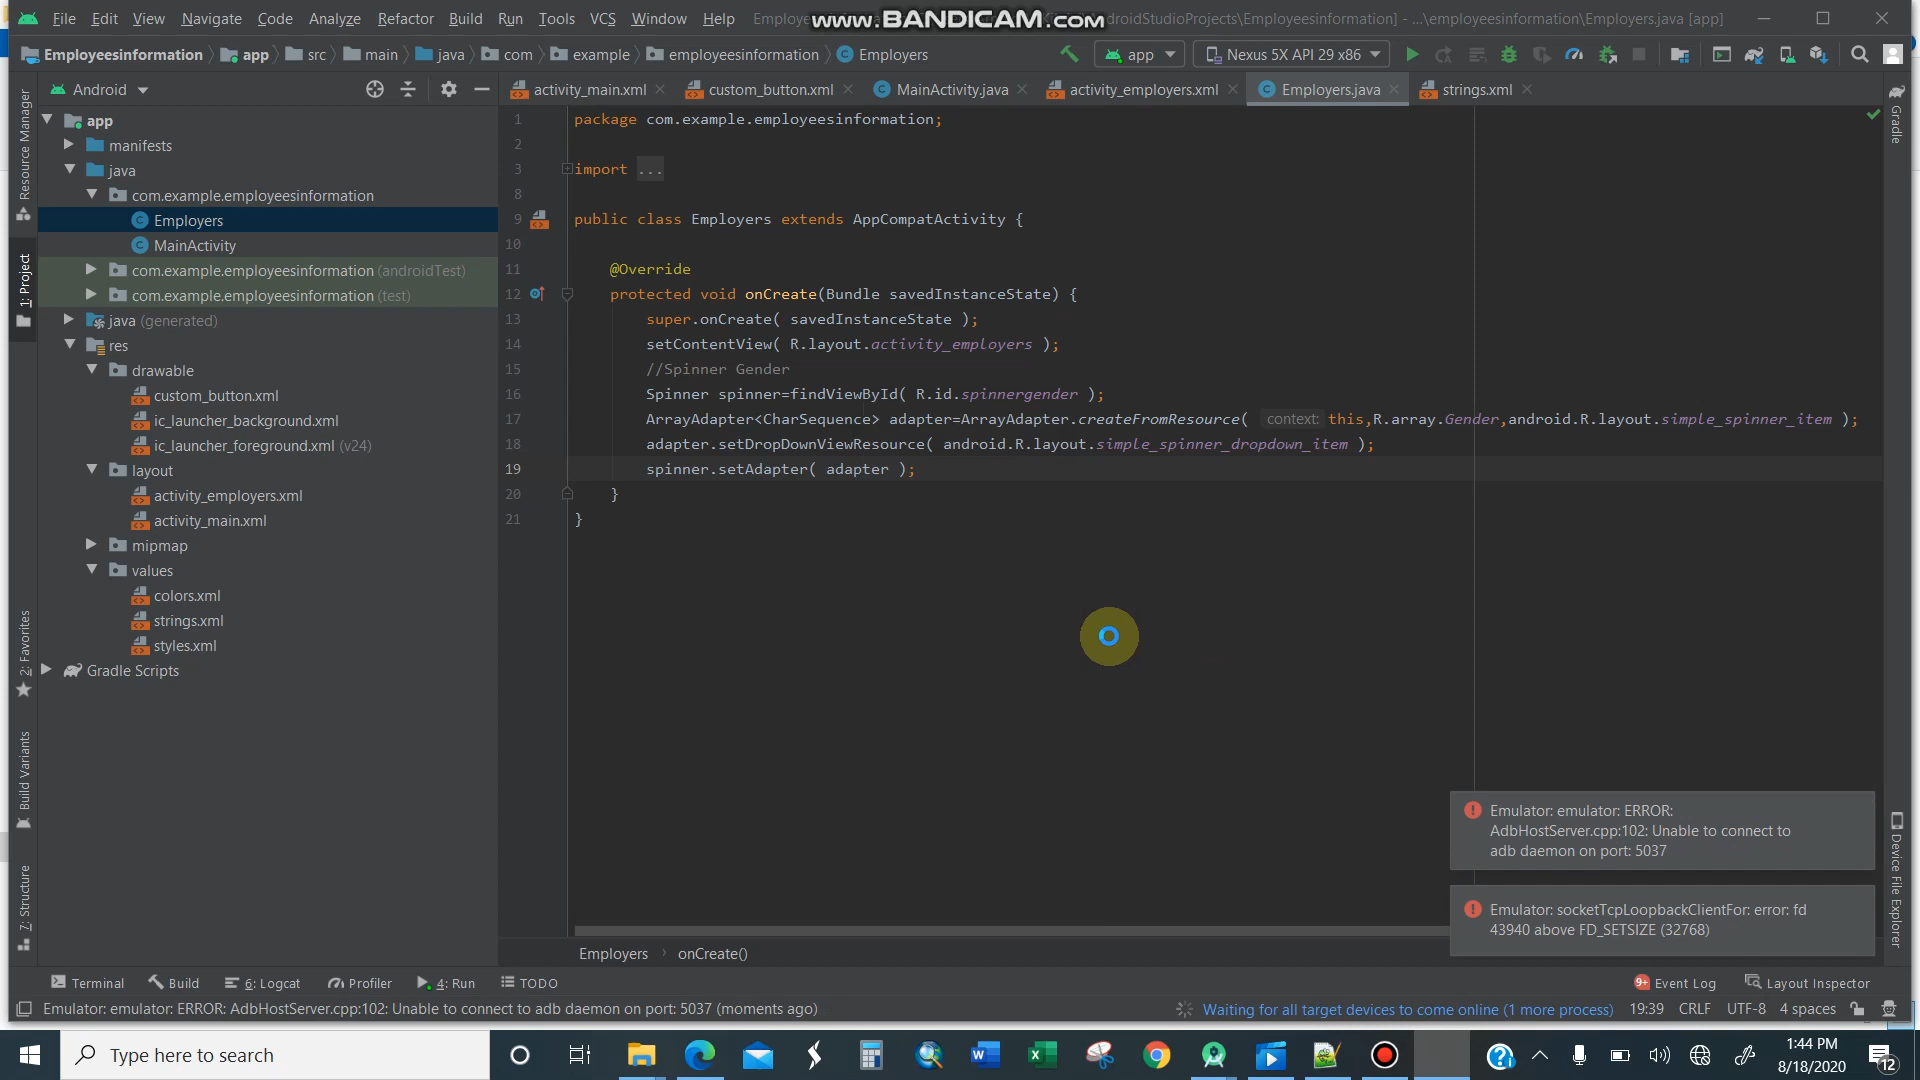 File Edit View Navigate Code Analyze Refactor Build Run Tools VCS Window Help Employe www.BANDICAM.com droidStudioProjects\Employeesinformation] - ...\employeesinformation\Employers.java [app]
Employeesinformation app src main java com example employeesinformation Employers app Nexus 5X API 29 x86
Android
activity_main.xml custom_button.xml MainActivity.java activity_employers.xml Employers.java strings.xml
Resource Manager
1: Project
2: Favorites
Build Variants
7: Structure
app
manifests
java
com.example.employeesinformation
Employers
MainActivity
com.example.employeesinformation (androidTest)
com.example.employeesinformation (test)
java (generated)
res
drawable
custom_button.xml
ic_launcher_background.xml
ic_launcher_foreground.xml (v24)
layout
activity_employers.xml
activity_main.xml
mipmap
values
colors.xml
strings.xml
styles.xml
Gradle Scripts
1 package com.example.employeesinformation;
2
3 import ...
8
9 public class Employers extends AppCompatActivity {
10
11 @Override
12 protected void onCreate(Bundle savedInstanceState) {
13 super.onCreate( savedInstanceState );
14 setContentView( R.layout.activity_employers );
15 //Spinner Gender
16 Spinner spinner=findViewById( R.id.spinnergender );
17 ArrayAdapter<CharSequence> adapter=ArrayAdapter.createFromResource( context: this,R.array.Gender,android.R.layout.simple_spinner_item );
18 adapter.setDropDownViewResource( android.R.layout.simple_spinner_dropdown_item );
19 spinner.setAdapter( adapter );
20 }
21 }
Gradle
Device File Explorer
Emulator: emulator: ERROR:
AdbHostServer.cpp:102: Unable to connect to
adb daemon on port: 5037
Emulator: socketTcpLoopbackClientFor: error: fd
43940 above FD_SETSIZE (32768)
Employers onCreate()
Terminal Build 6: Logcat Profiler 4: Run TODO 9+ Event Log Layout Inspector
Emulator: emulator: ERROR: AdbHostServer.cpp:102: Unable to connect to adb daemon on port: 5037 (moments ago) Waiting for all target devices to come online (1 more process) 19:39 CRLF UTF-8 4 spaces
Type here to search
1:44 PM
8/18/2020
12